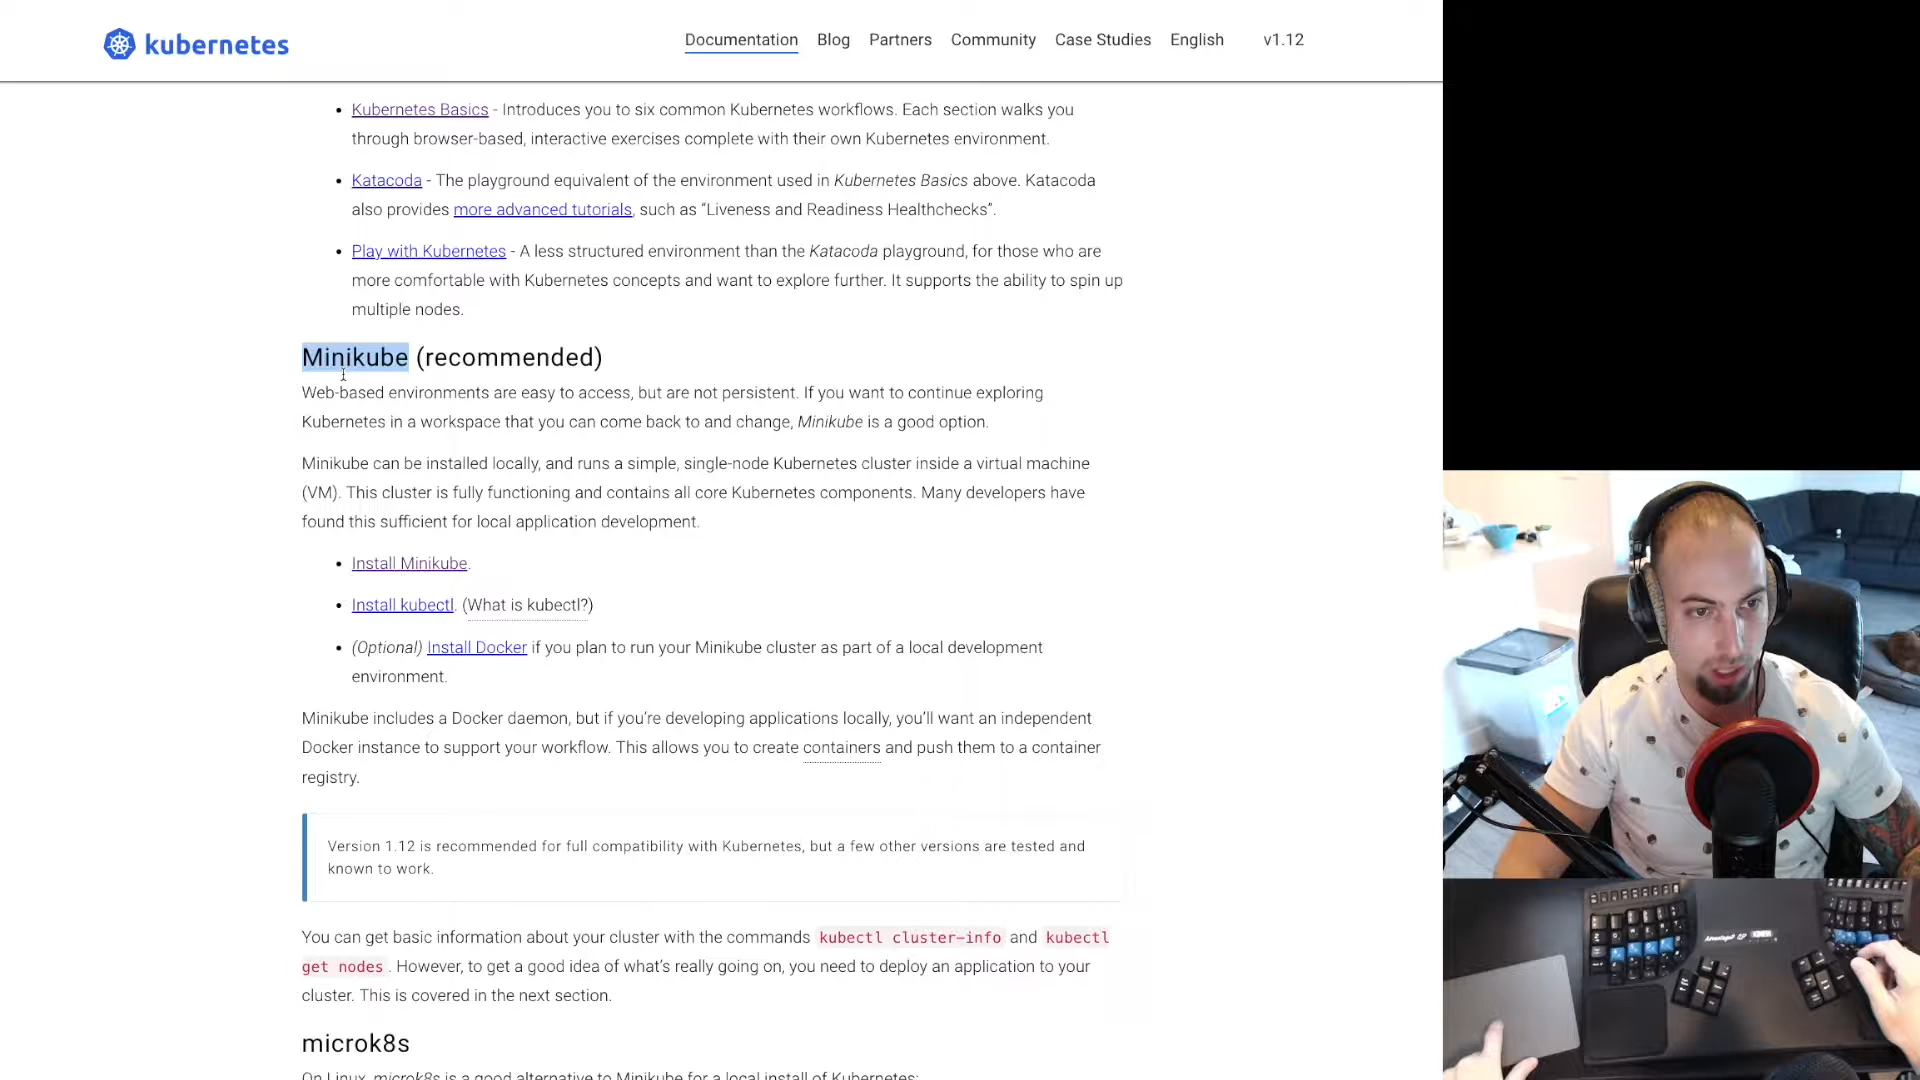 kubernetes
Documentation Blog Partners Community Case Studies English v1.12
Kubernetes Basics - Introduces you to six common Kubernetes workflows. Each section walks you
through browser-based, interactive exercises complete with their own Kubernetes environment.
Katacoda - The playground equivalent of the environment used in Kubernetes Basics above. Katacoda
also provides more advanced tutorials, such as “Liveness and Readiness Healthchecks”.
Play with Kubernetes - A less structured environment than the Katacoda playground, for those who are
more comfortable with Kubernetes concepts and want to explore further. It supports the ability to spin up
multiple nodes.
Minikube (recommended)
Web-based environments are easy to access, but are not persistent. If you want to continue exploring
Kubernetes in a workspace that you can come back to and change, Minikube is a good option.
Minikube can be installed locally, and runs a simple, single-node Kubernetes cluster inside a virtual machine
(VM). This cluster is fully functioning and contains all core Kubernetes components. Many developers have
found this sufficient for local application development.
Install Minikube.
Install kubectl. (What is kubectl?)
(Optional) Install Docker if you plan to run your Minikube cluster as part of a local development
environment.
Minikube includes a Docker daemon, but if you’re developing applications locally, you’ll want an independent
Docker instance to support your workflow. This allows you to create containers and push them to a container
registry.
Version 1.12 is recommended for full compatibility with Kubernetes, but a few other versions are tested and
known to work.
You can get basic information about your cluster with the commands kubectl cluster-info and kubectl
get nodes . However, to get a good idea of what’s really going on, you need to deploy an application to your
cluster. This is covered in the next section.
microk8s
On Linux, microk8s is a good alternative to Minikube for a local install of Kubernetes: